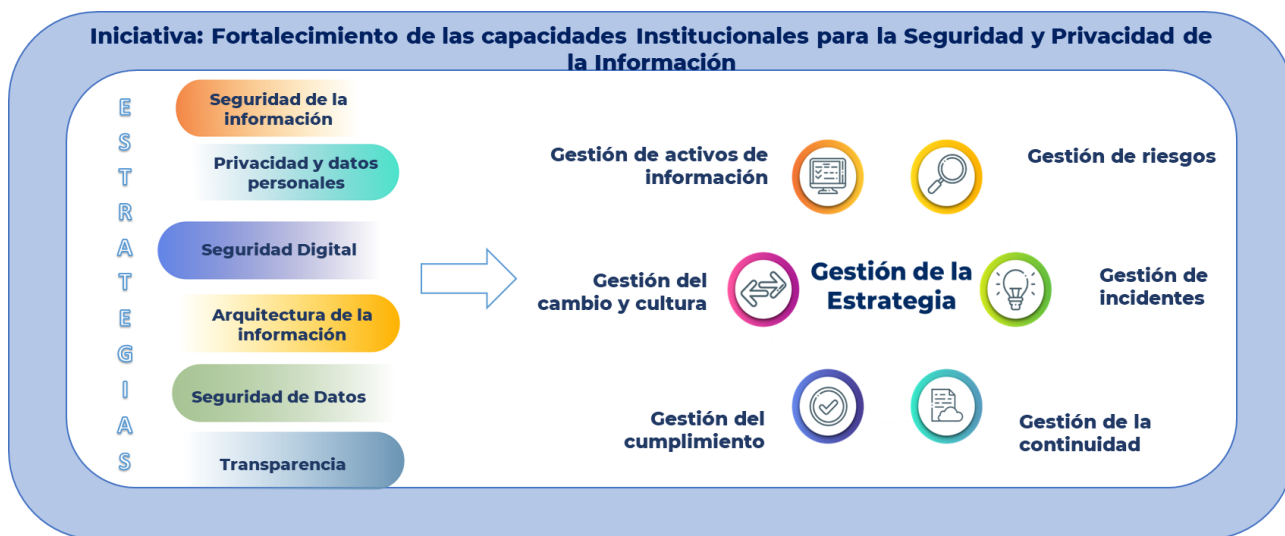 Iniciativa: Fortalecimiento de las capacidades Institucionales para la Seguridad y Privacidad de
la Información
ESTRATEGIAS
Seguridad de la
información
Privacidad y datos
personales
Seguridad Digital
Arquitectura de la
información
Seguridad de Datos
Transparencia
Gestión de activos de
información
Gestión de riesgos
Gestión del
cambio y cultura
Gestión de la
Estrategia
Gestión de
incidentes
Gestión del
cumplimiento
Gestión de la
continuidad